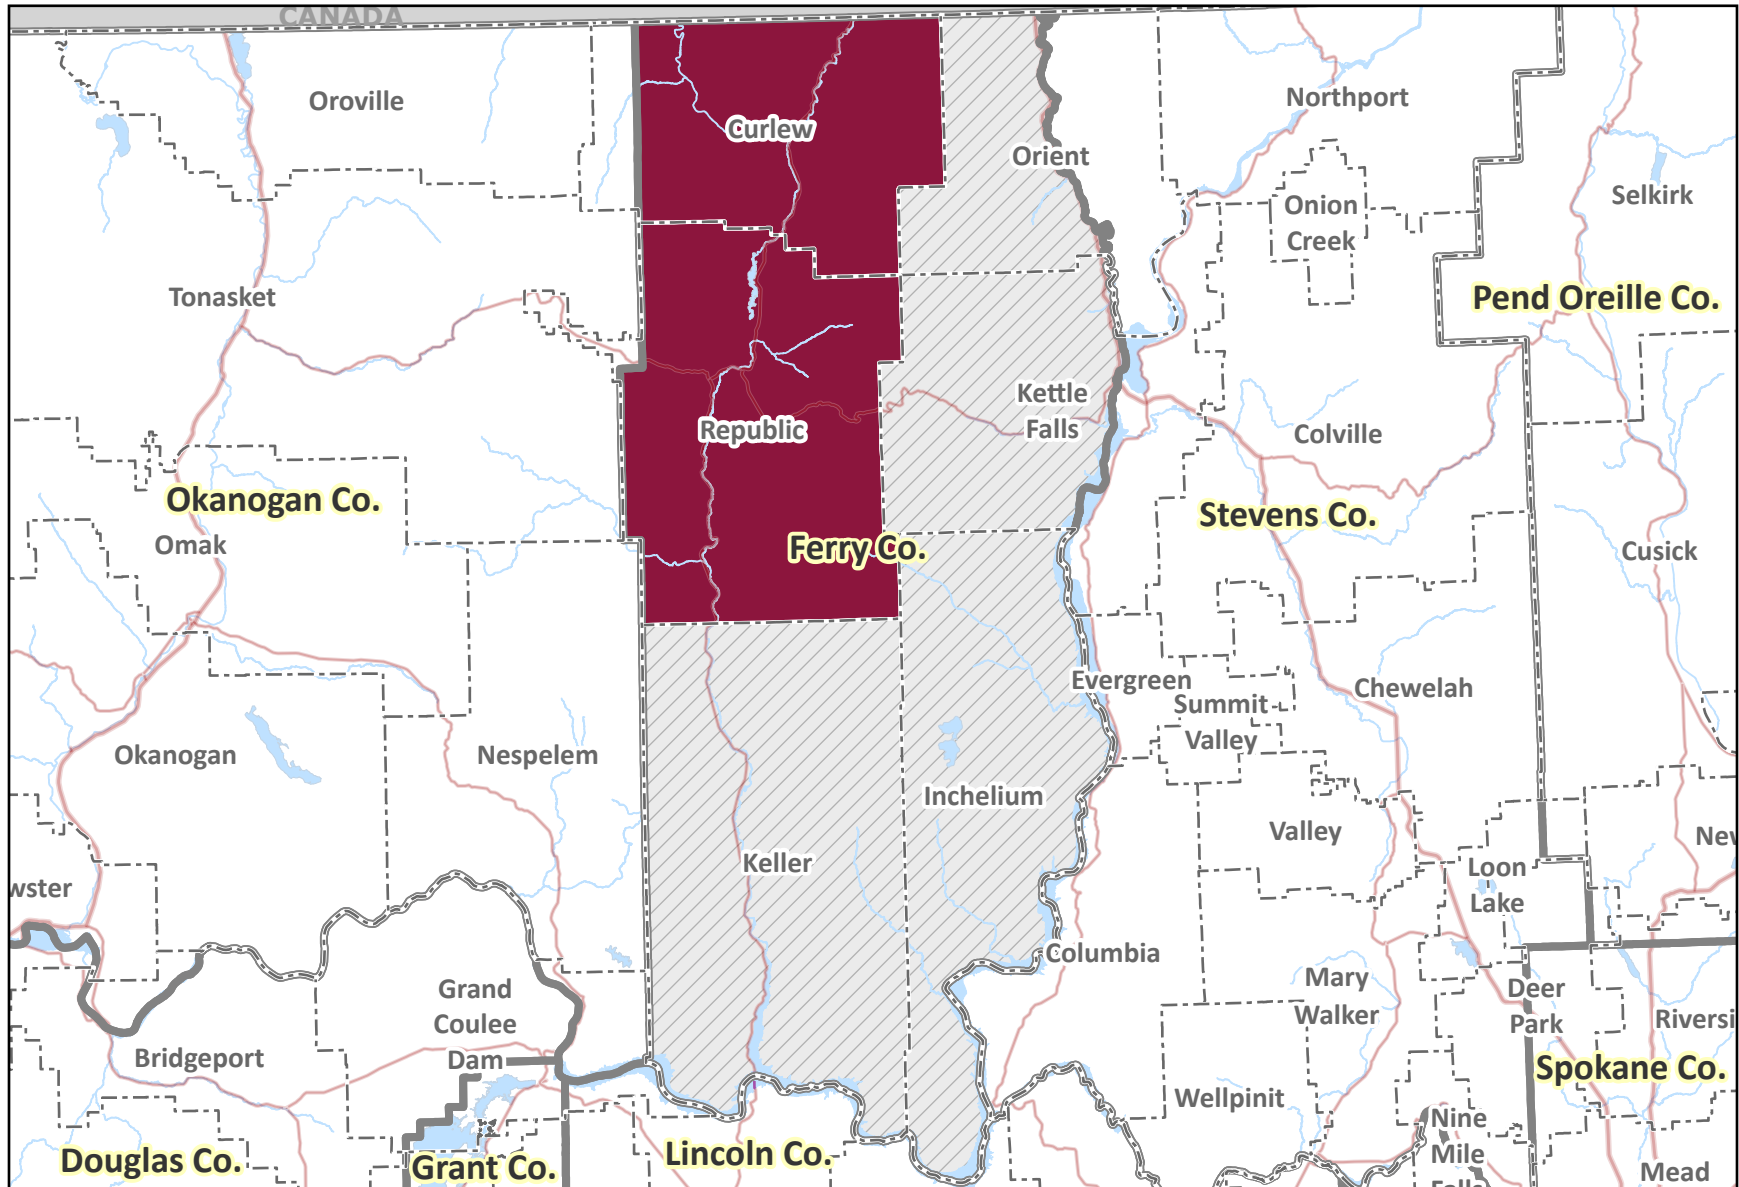 CANADA
Oroville
Curlew
Northport
Orient
Selkirk
Onion
Creek
Tonasket
Pend Oreille Co.
Kettle
Falls
Republic
Colville
Okanogan Co.
Stevens Co.
Omak
Ferry Co.
Cusick
Evergreen
Chewelah
Summit
Valley
Okanogan
Nespelem
Inchelium
Valley
New
Keller
Loon
Lake
wster
Columbia
Mary
Walker
Grand
Coulee
Dam
Deer
Park
Riversi
Bridgeport
Spokane Co.
Wellpinit
Nine
Mile
Falls
Douglas Co.
Grant Co.
Lincoln Co.
Mead